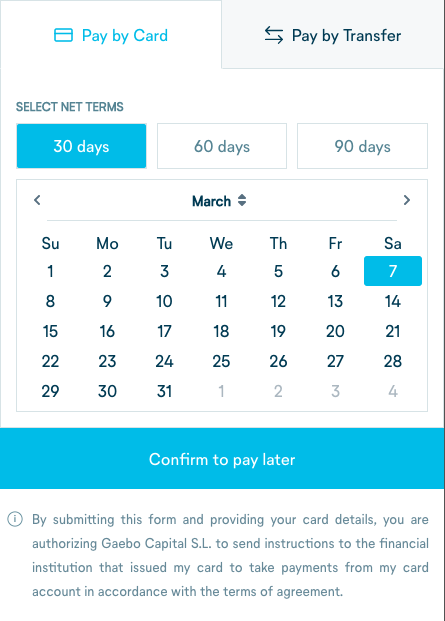 Pay by Card Pay by Transfer
SELECT NET TERMS
30 days 60 days 90 days
March
Su Mo Tu We Th Fr Sa
1 2 3 4 5 6 7
8 9 10 11 12 13 14
15 16 17 18 19 20 21
22 23 24 25 26 27 28
29 30 31 1 2 3 4
Confirm to pay later
By submitting this form and providing your card details, you are
authorizing Gaebo Capital S.L. to send instructions to the financial
institution that issued my card to take payments from my card
account in accordance with the terms of agreement.